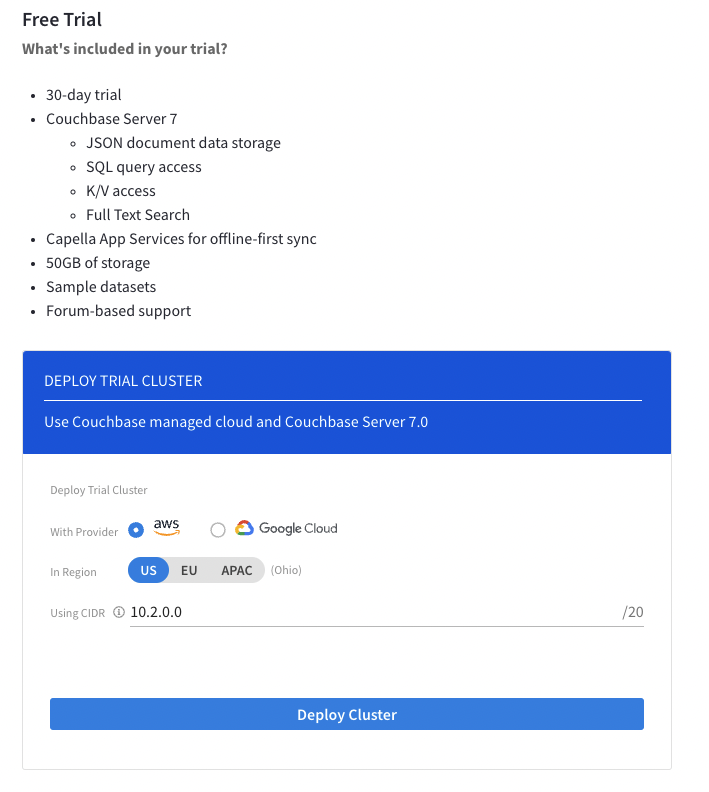 Free Trial
What's included in your trial?
30-day trial
Couchbase Server 7
JSON document data storage
SQL query access
K/V access
Full Text Search
Capella App Services for offline-first sync
50GB of storage
Sample datasets
Forum-based support
DEPLOY TRIAL CLUSTER
Use Couchbase managed cloud and Couchbase Server 7.0
Deploy Trial Cluster
With Provider aws Google Cloud
In Region US EU APAC (Ohio)
Using CIDR 10.2.0.0 /20
Deploy Cluster